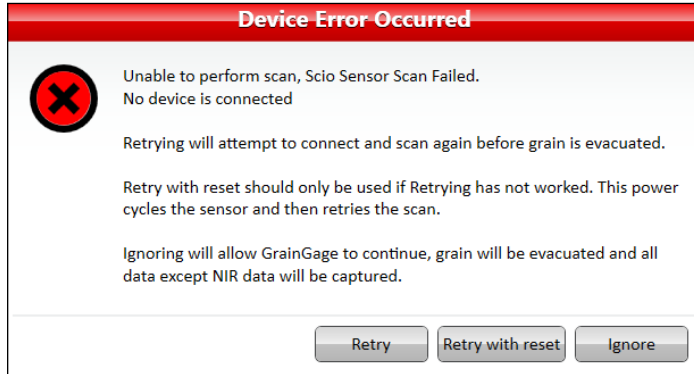 Device Error Occurred
Unable to perform scan, Scio Sensor Scan Failed.
No device is connected
Retrying will attempt to connect and scan again before grain is evacuated.
Retry with reset should only be used if Retrying has not worked. This power
cycles the sensor and then retries the scan.
Ignoring will allow GrainGage to continue, grain will be evacuated and all
data except NIR data will be captured.
Retry
Retry with reset
Ignore